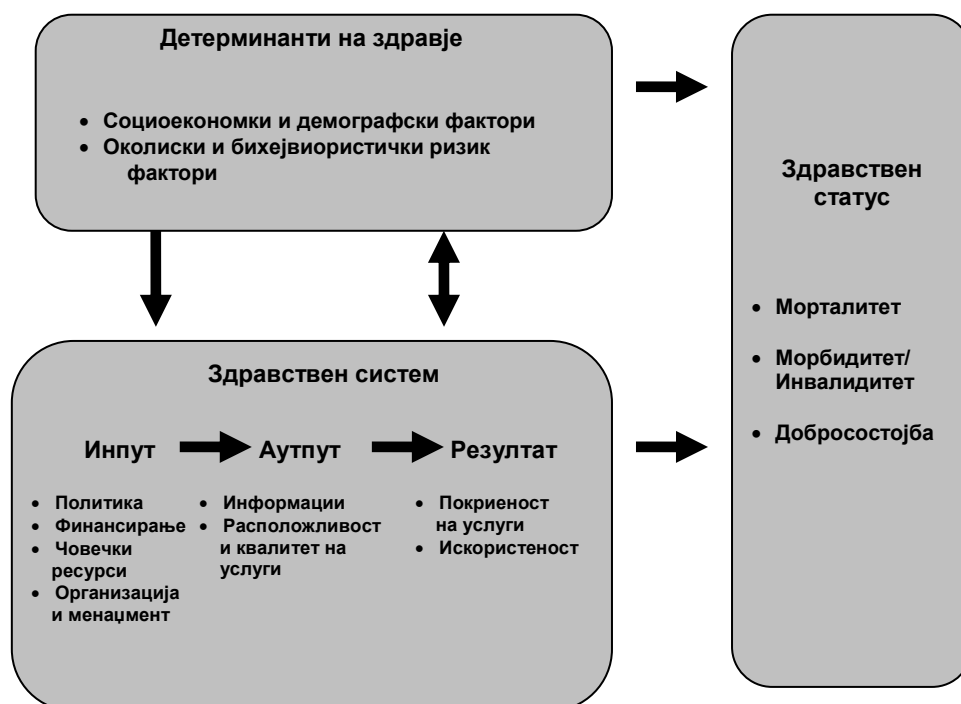 Детерминанти на здравје
• Социоекономки и демографски фактори
• Околиски и бихејвиористички ризик
фактори
Здравствен
статус
• Морталитет
• Морбидитет/
Инвалидитет
• Добросостојба
Здравствен систем
Инпут
• Политика
• Финансирање
• Човечки
ресурси
• Организација
и менаџмент
Аутпут
• Информации
• Расположливост
и квалитет на
услуги
Резултат
• Покриеност
на услуги
• Искористеност